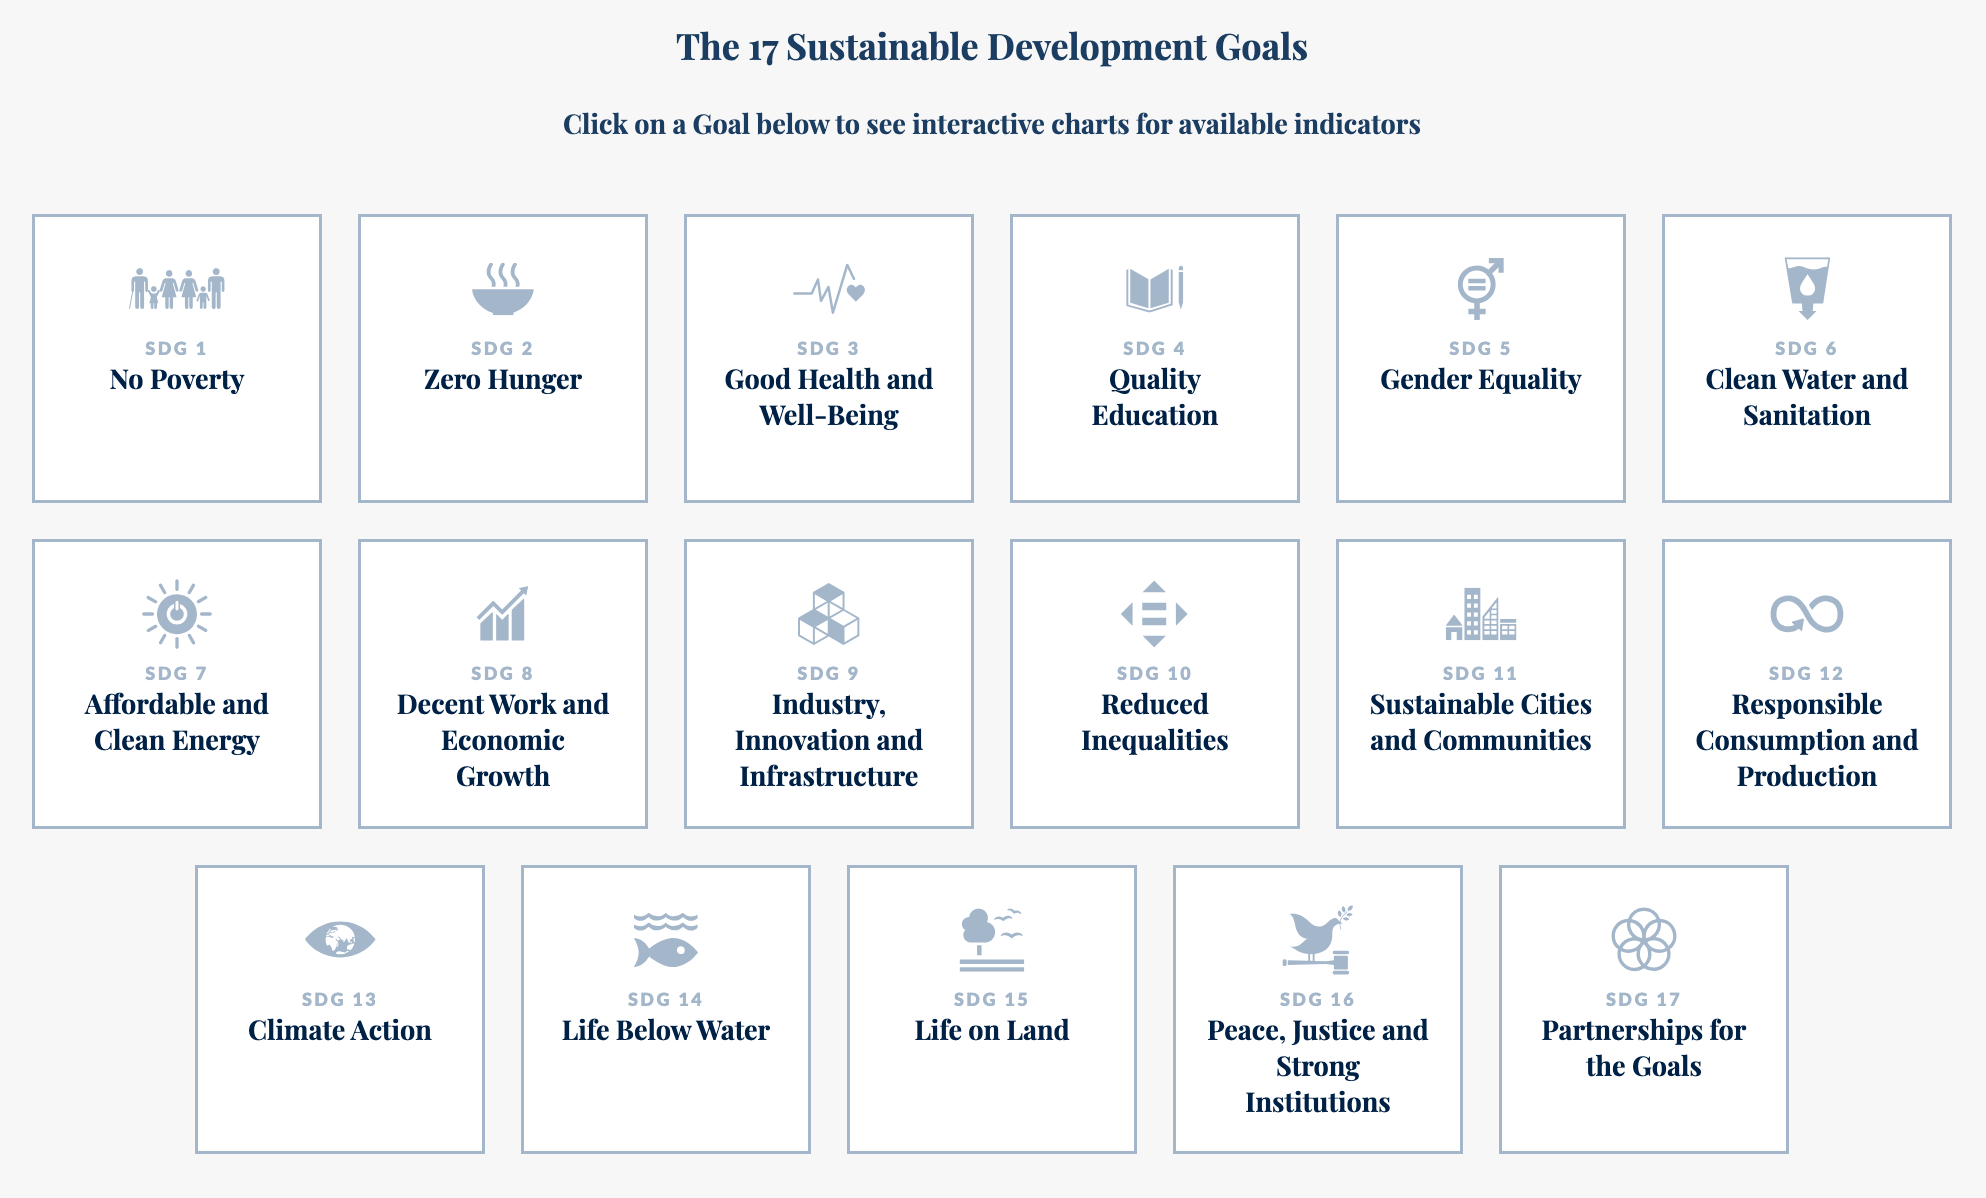 The 17 Sustainable Development Goals
Click on a Goal below to see interactive charts for available indicators
SDG 1
No Poverty
SDG 2
Zero Hunger
SDG 3
Good Health and
Well-Being
SDG 4
Quality
Education
SDG 5
Gender Equality
SDG 6
Clean Water and
Sanitation
SDG 7
Affordable and
Clean Energy
SDG 8
Decent Work and
Economic
Growth
SDG 9
Industry,
Innovation and
Infrastructure
SDG 10
Reduced
Inequalities
SDG 11
Sustainable Cities
and Communities
SDG 12
Responsible
Consumption and
Production
SDG 13
Climate Action
SDG 14
Life Below Water
SDG 15
Life on Land
SDG 16
Peace, Justice and
Strong
Institutions
SDG 17
Partnerships for
the Goals